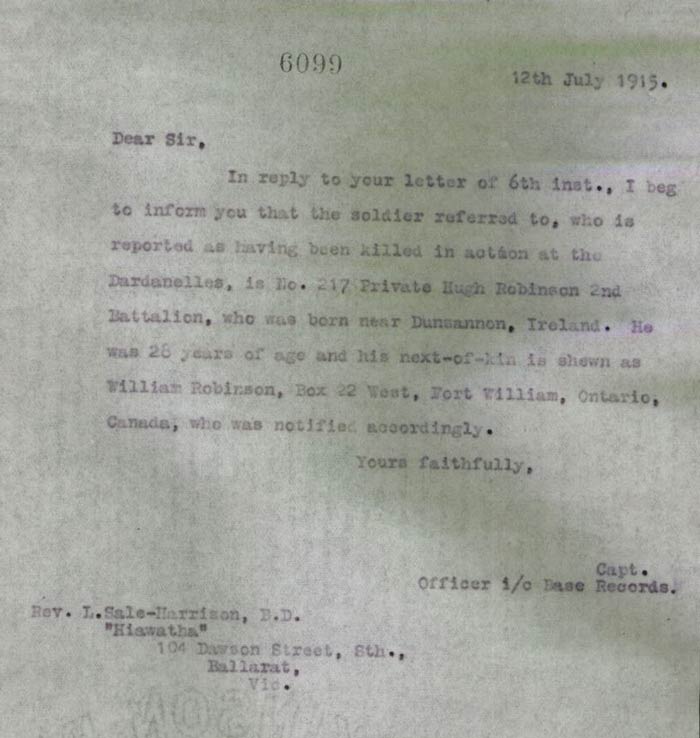 6099
12th July 1915.
Dear Sir,
In reply to your letter of 6th inst., I beg
to inform you that the soldier referred to, who is
reported as having been killed in action at the
Dardanelles, is No. 217 Private Hugh Robinson 2nd
Battalion, who was born near Dunsannon, Ireland. He
was 28 years of age and his next-of-kin is shewn as
William Robinson, Box 22 West, Fort William, Ontario,
Canada, who was notified accordingly.
Yours faithfully,
Capt.
Officer i/c Base Records.
Rev. L.Sale-Harrison, B.D.
"Hiawatha"
104 Dawson Street, Sth.,
Ballarat,
Vic.